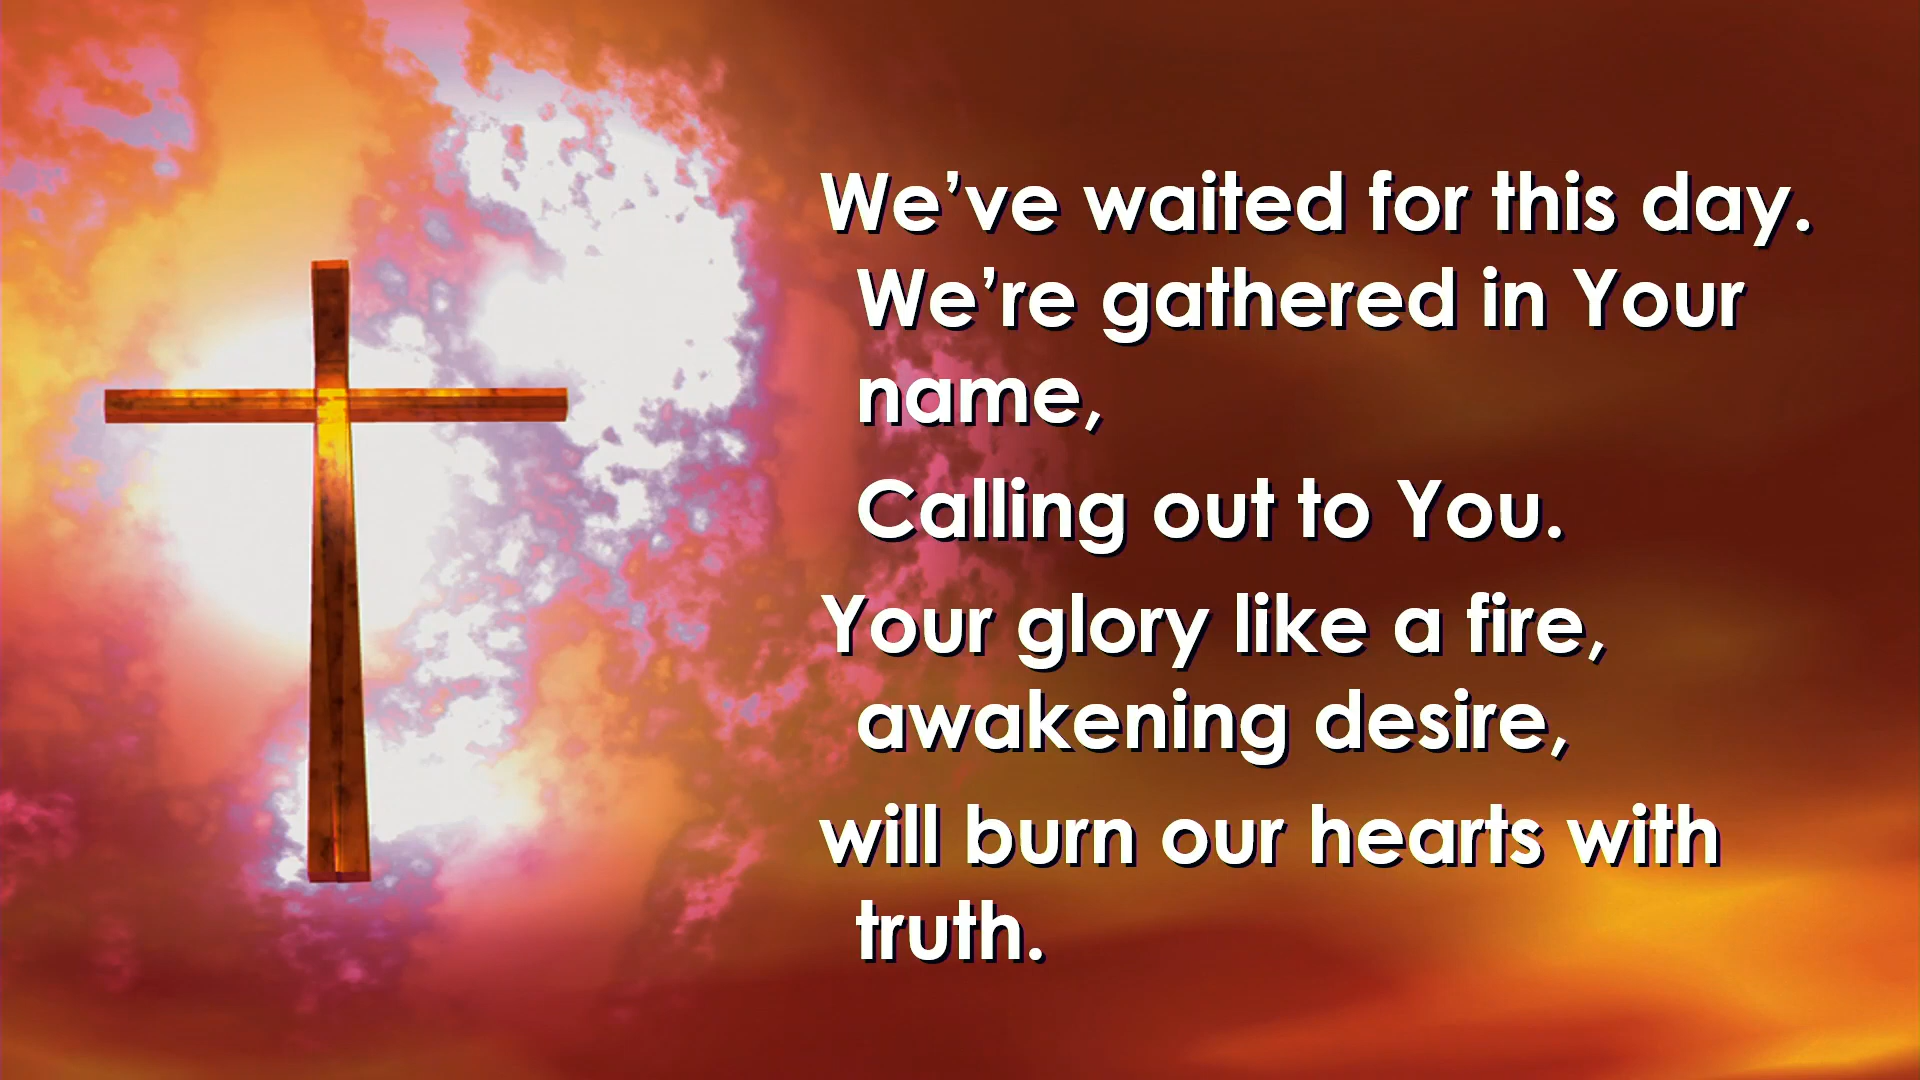 We’ve waited for this day.
We’re gathered in Your
name,
Calling out to You.
Your glory like a fire,
awakening desire,
will burn our hearts with
truth.